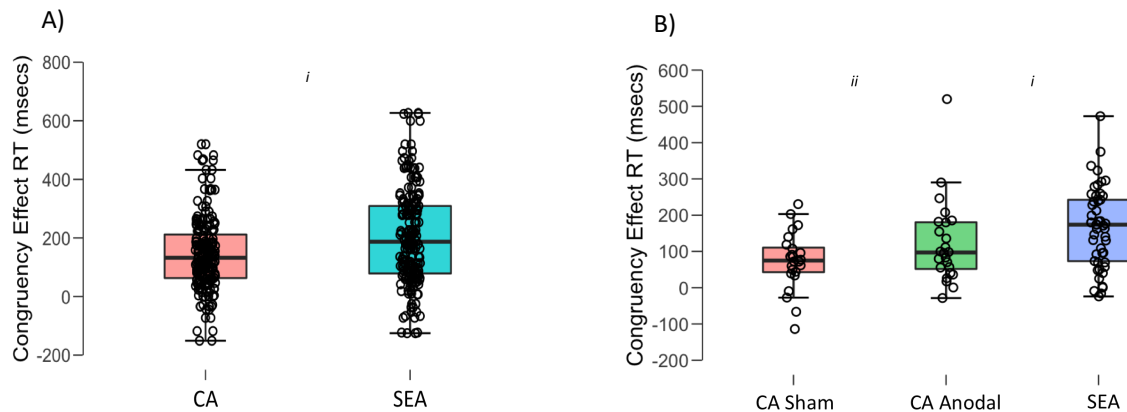 A)
Congruency Effect RT (msecs)
800
600
400
200
0
-200
i
CA
SEA
B)
Congruency Effect RT (msecs)
600
500
400
300
200
100
0
-100
-200
ii
i
CA Sham
CA Anodal
SEA